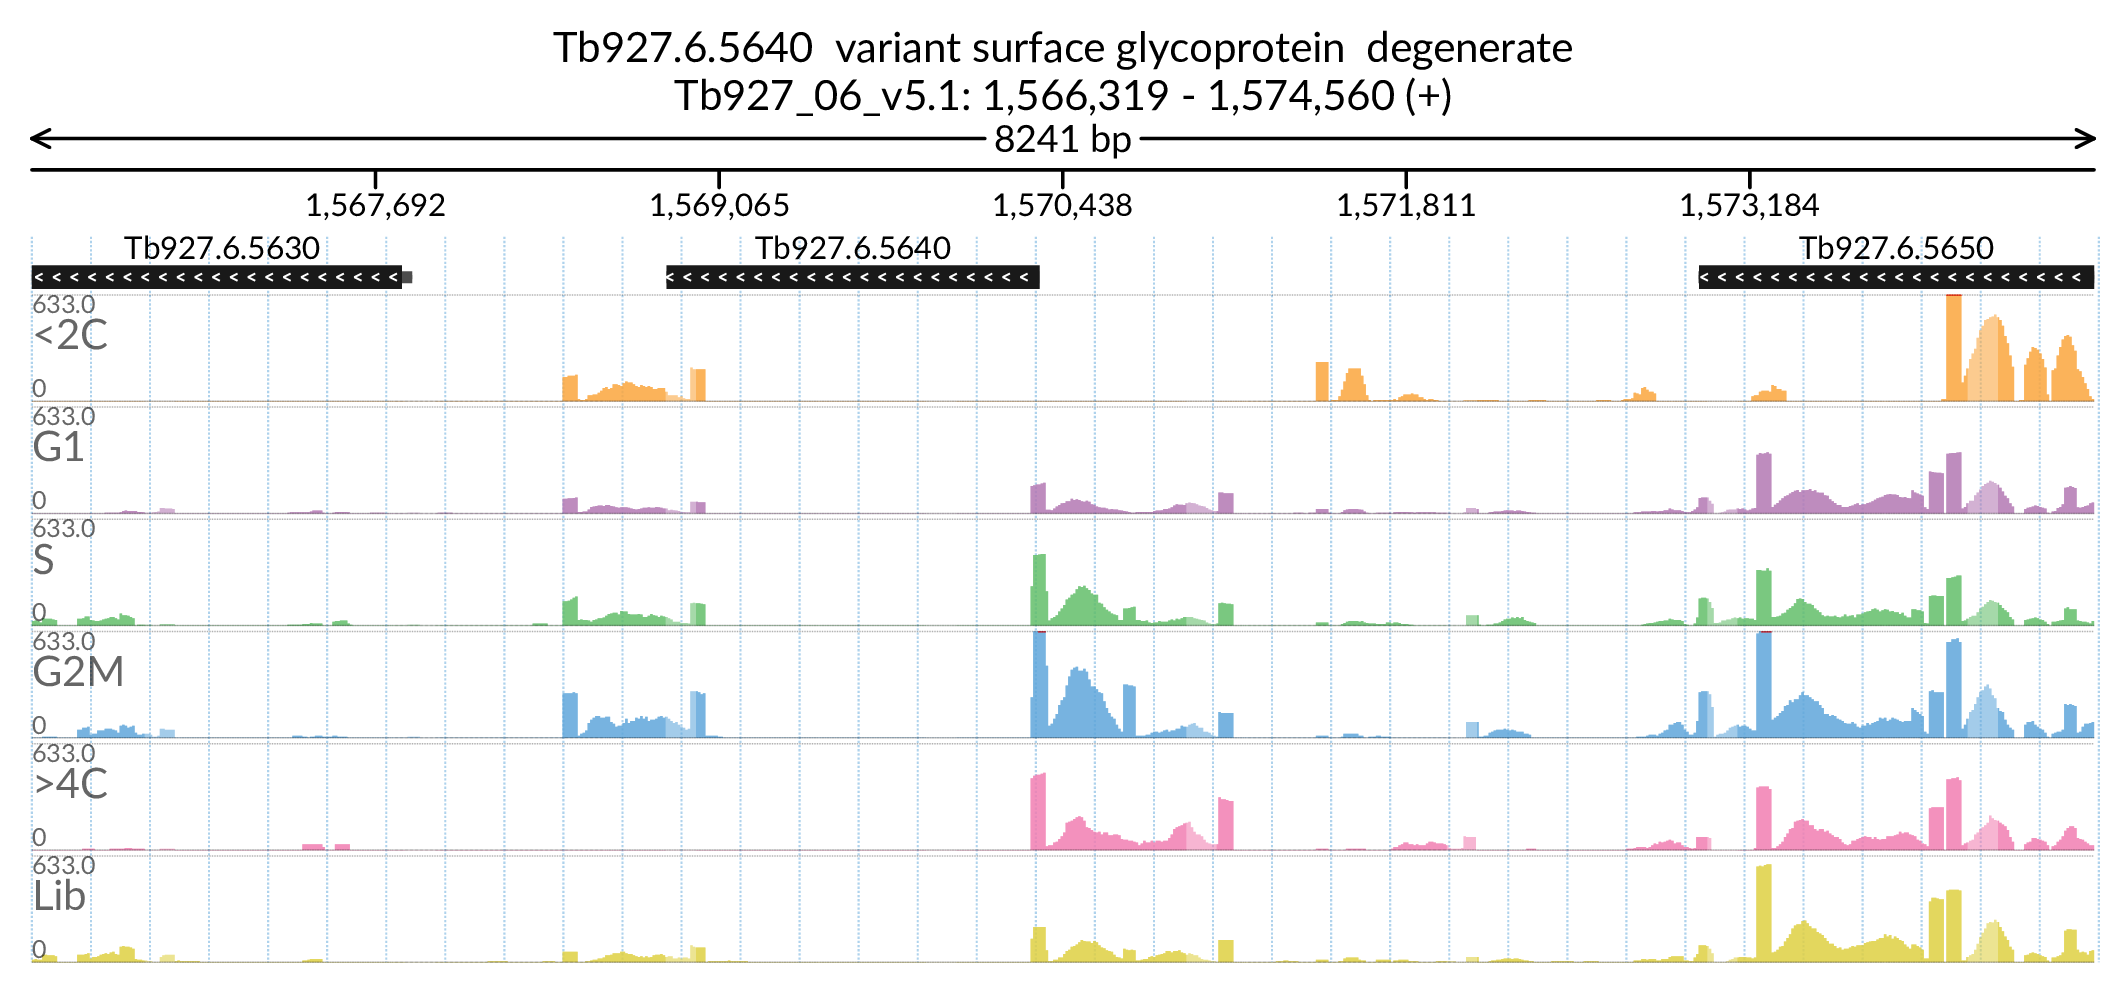 Tb927.6.5640  variant surface glycoprotein  degenerate
Tb927_06_v5.1: 1,566,319 - 1,574,560 (+)
8241 bp
1,567,692 1,569,065 1,570,438 1,571,811 1,573,184
Tb927.6.5630 Tb927.6.5640 Tb927.6.5650
633.0
<2C
0
633.0
G1
0
633.0
S
0
633.0
G2M
0
633.0
>4C
0
633.0
Lib
0